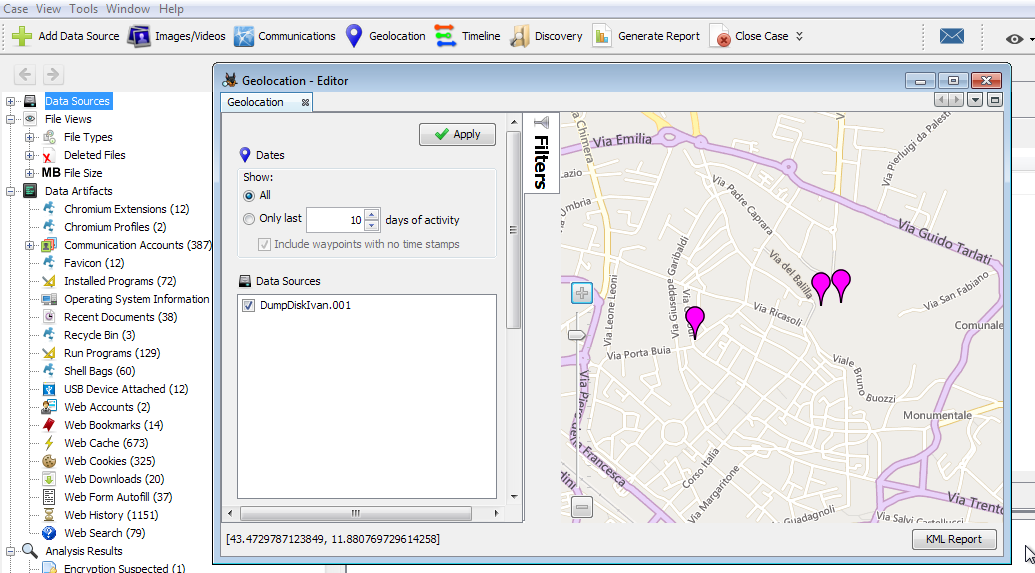 Case View Tools Window Help
Add Data Source Images/Videos Communications Geolocation Timeline Discovery Generate Report Close Case
Data Sources
File Views
File Types
Deleted Files
MB File Size
Data Artifacts
Chromium Extensions (12)
Chromium Profiles (2)
Communication Accounts (387)
Favicon (12)
Installed Programs (72)
Operating System Information
Recent Documents (38)
Recycle Bin (3)
Run Programs (129)
Shell Bags (60)
USB Device Attached (12)
Web Accounts (2)
Web Bookmarks (14)
Web Cache (673)
Web Cookies (325)
Web Downloads (20)
Web Form Autofill (37)
Web History (1151)
Web Search (79)
Analysis Results
Encryption Suspected (1)
Geolocation - Editor
Geolocation
Apply
Dates
Show:
All
Only last 10 days of activity
Include waypoints with no time stamps
Data Sources
DumpDiskIvan.001
Filters
Via Emilia
Chimera
Lazio
Umbria
Via Pierluigi da Palest
Via Padre Caprara
Via Guido Tarlati
Via Leone Leoni
Via Giuseppe Garibaldi
Via del Balilla
Via San Fabiano
Via Ricasoli
Comunale
Via Porta Buia
Viale Bruno Buozzi
Monumentale
Francesca
Corso Italia
Via Margaritone
Via Trento
Guadagnoli
Via Salvi Castellucci
[43.4729787123849, 11.880769729614258]
KML Report